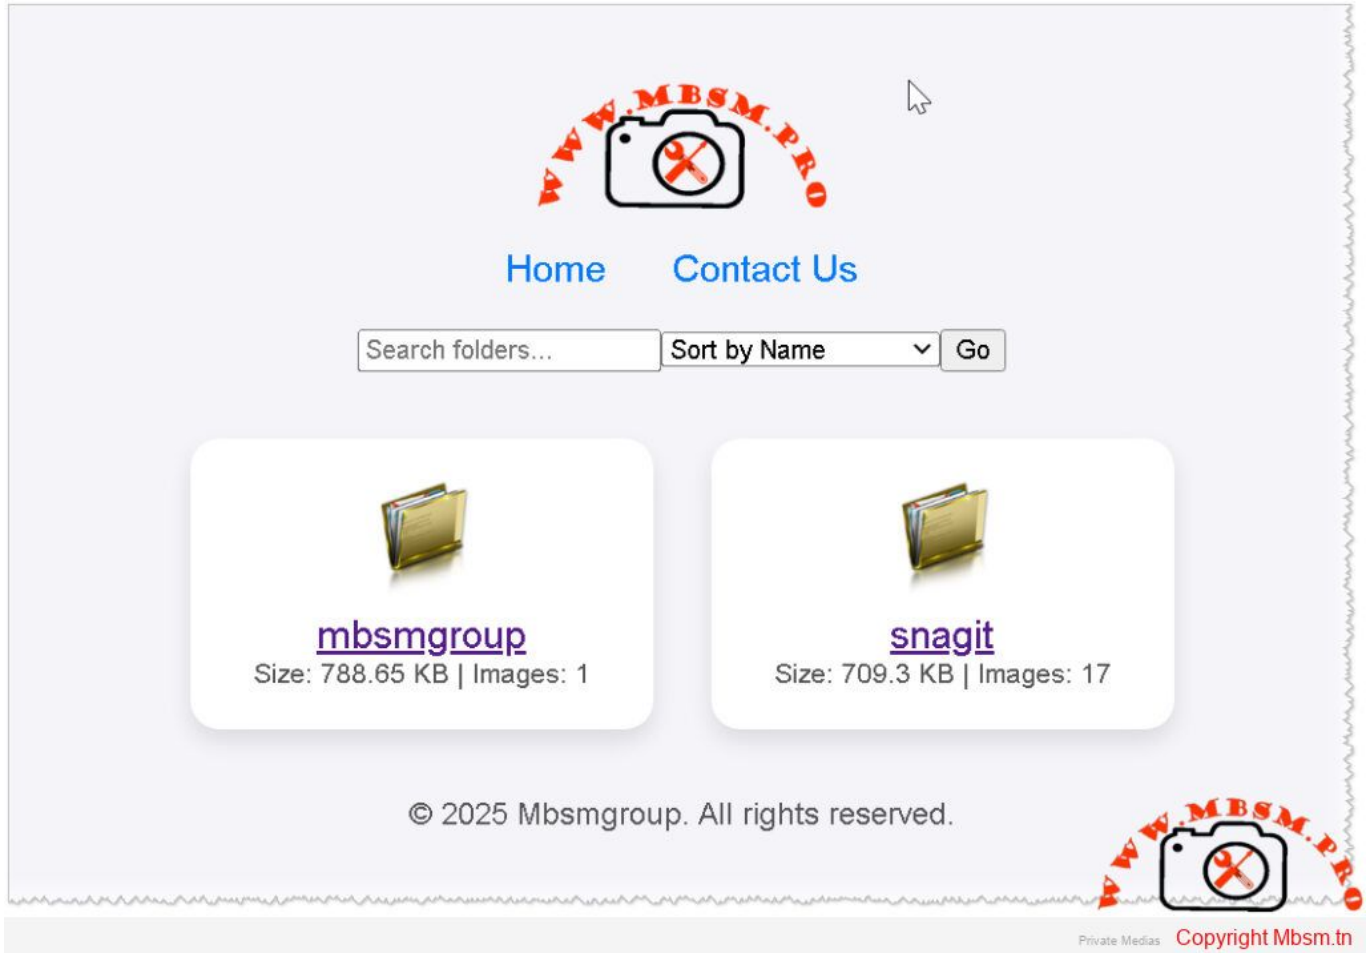 WWW.MBSM.PRO
Home Contact Us
Search folders... Sort by Name Go
mbsmgroup snagit
Size: 788.65 KB | Images: 1 Size: 709.3 KB | Images: 17
© 2025 Mbsmgroup. All rights reserved.
WWW.MBSM.PRO
Private Medias Copyright Mbsm.tn